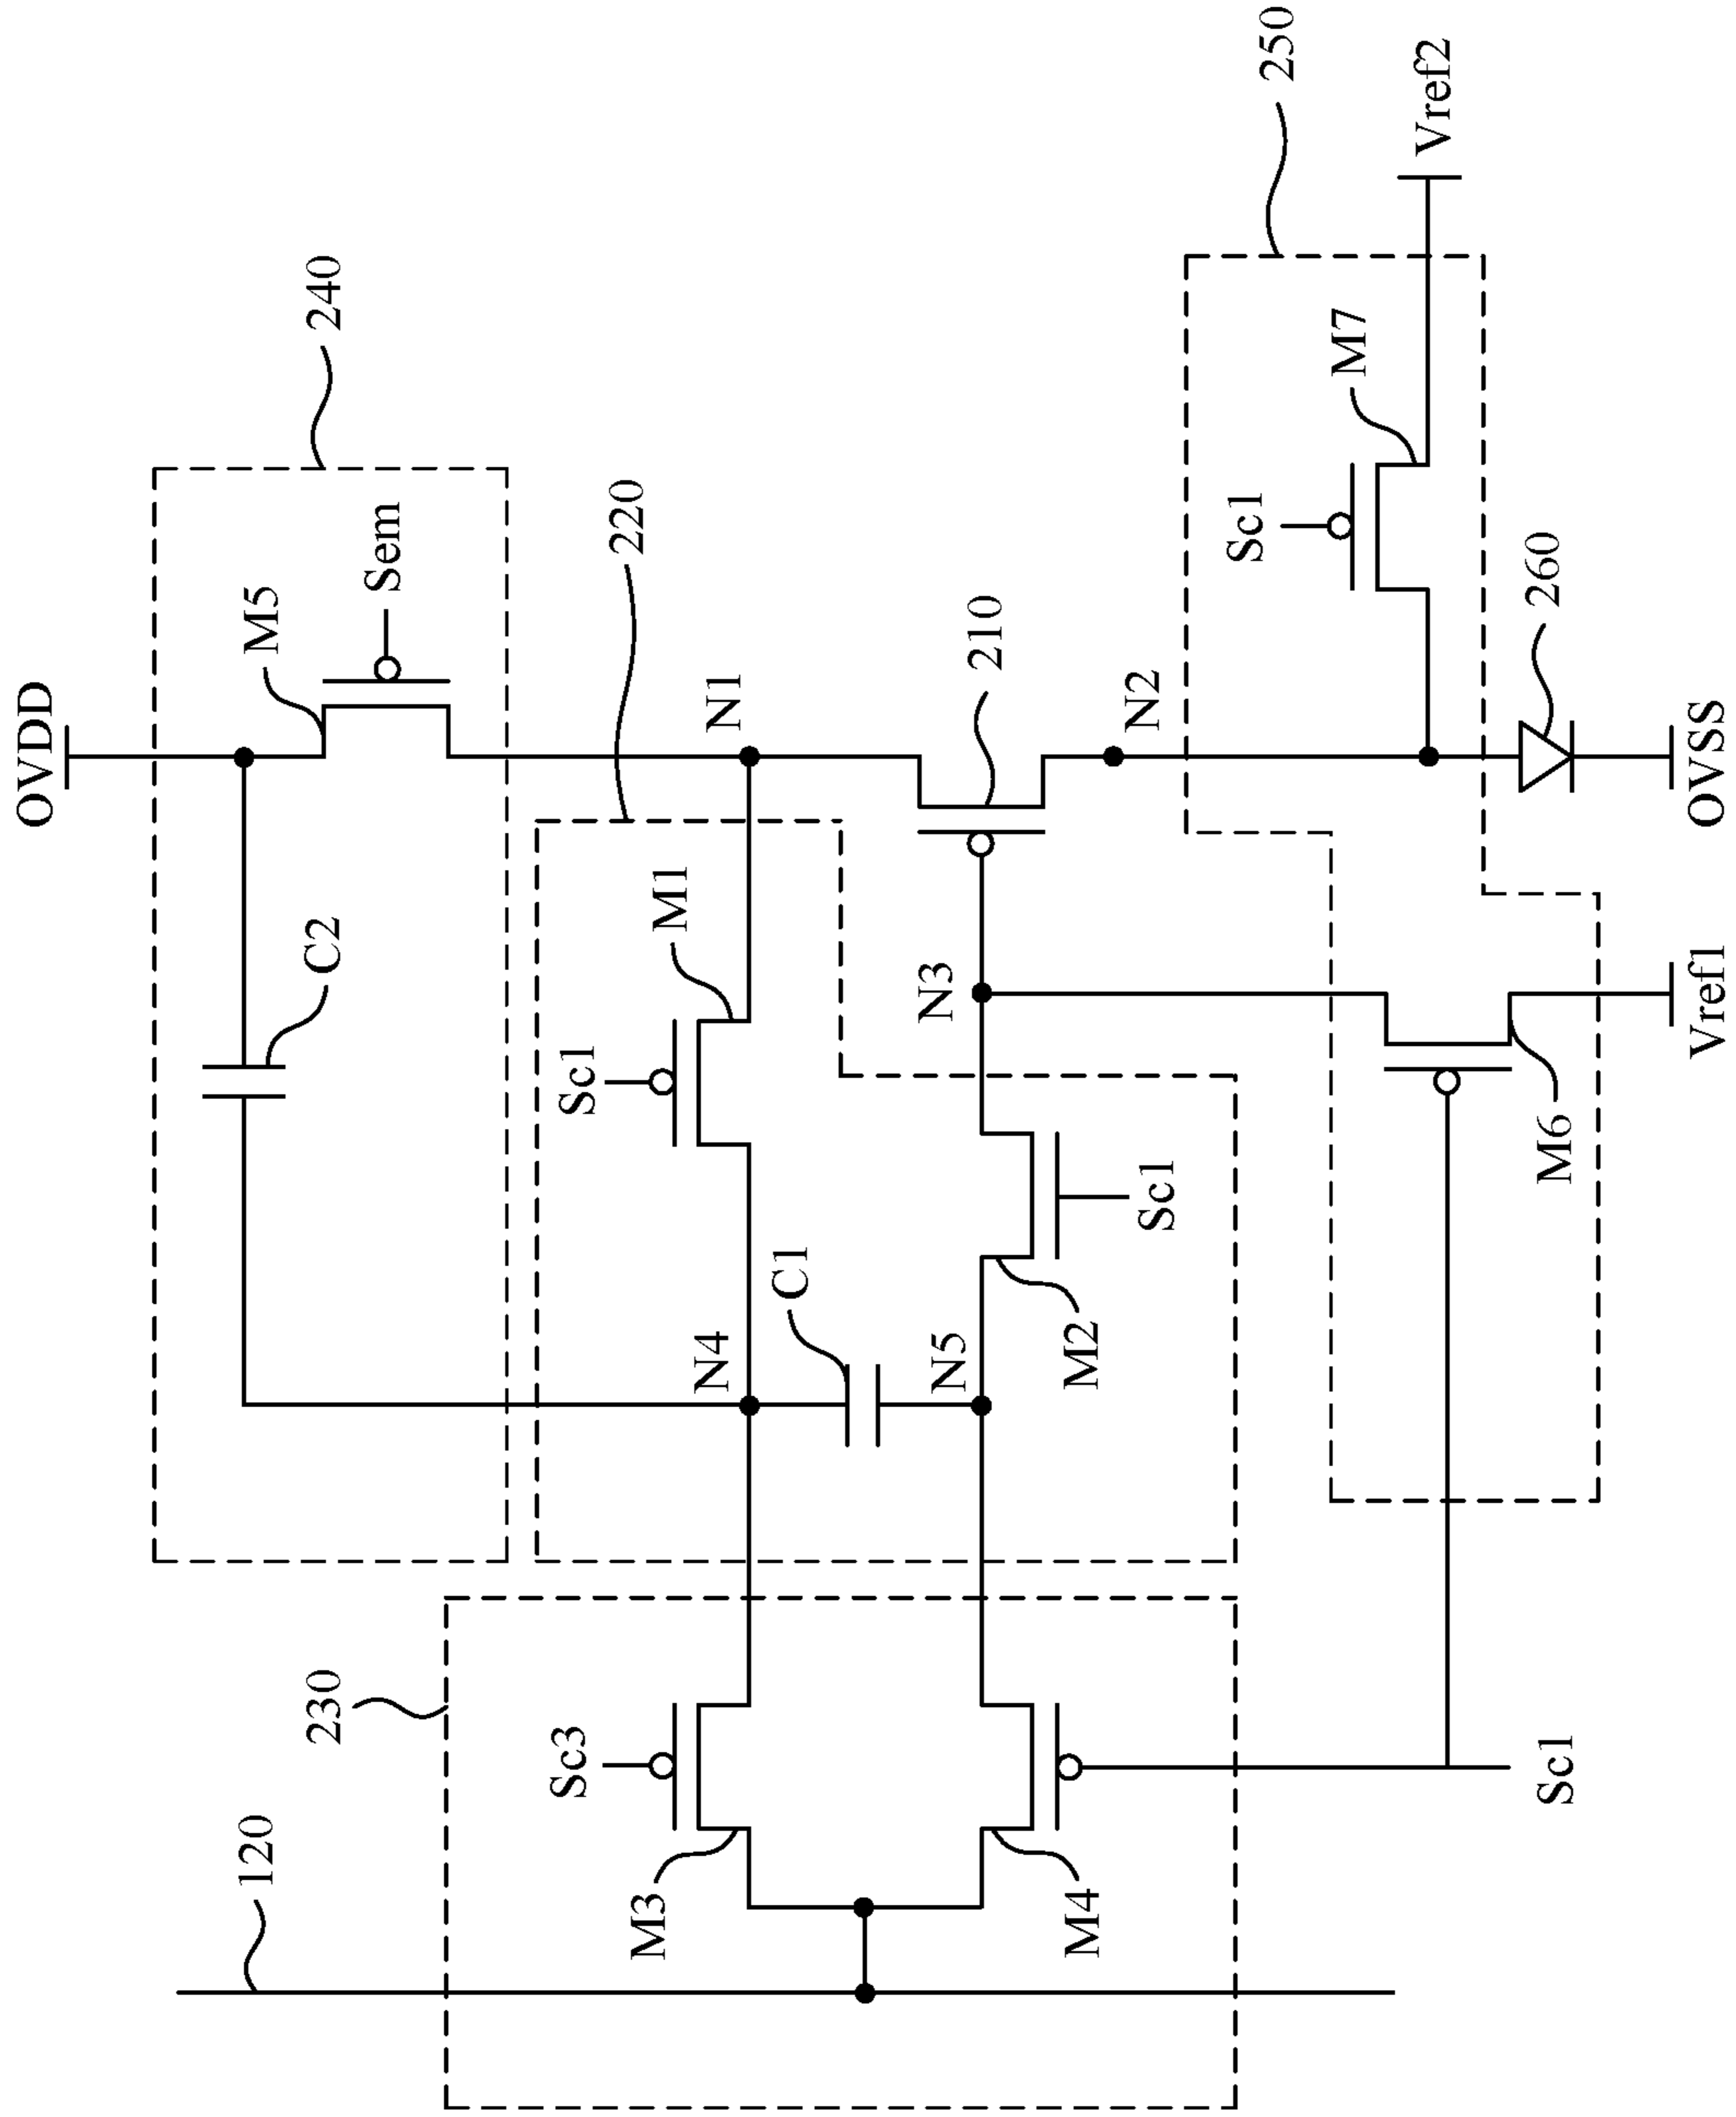 OVDD
240
M5
Sem
C2
220
N1
M1
Sc1
N4
C1
N5
M2
Sc1
N3
210
N2
250
Vref2
M7
Sc1
260
OVSS
Vref1
M6
230
Sc3
M3
120
M4
Sc1